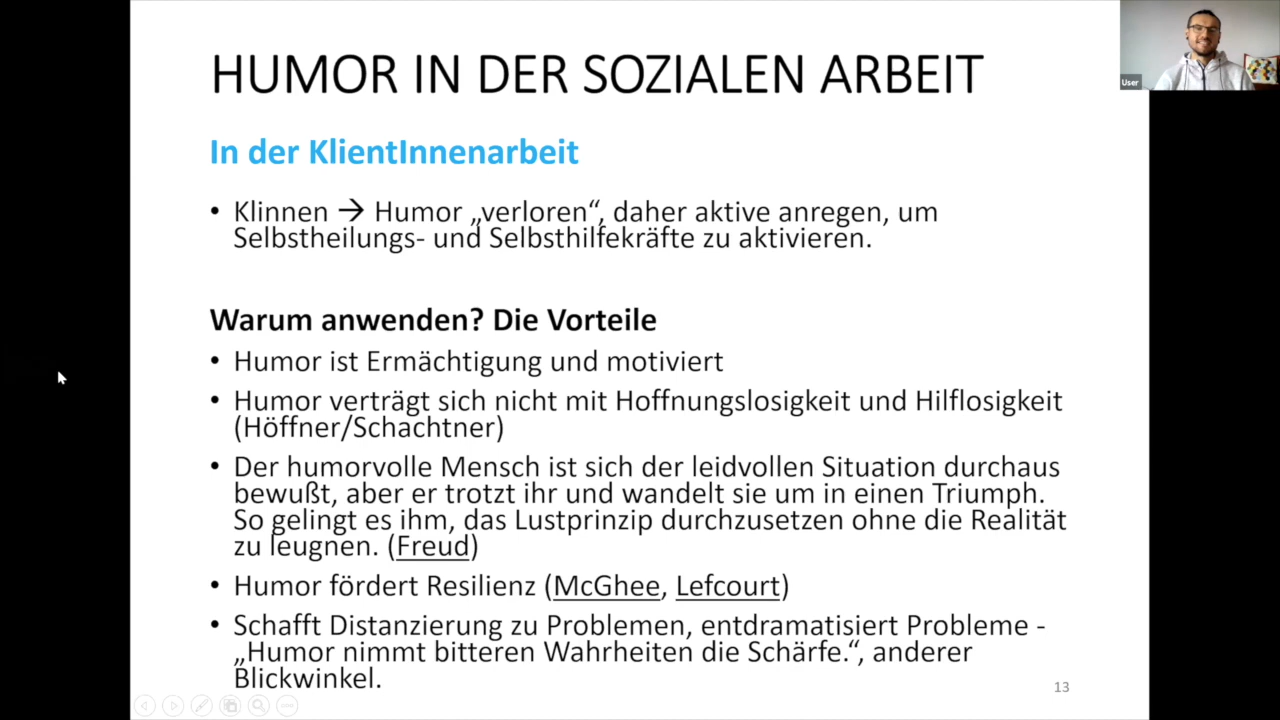 HUMOR IN DER SOZIALEN ARBEIT
User
In der KlientInnenarbeit
• Klinnen → Humor „verloren“, daher aktive anregen, um
Selbstheilungs- und Selbsthilfekräfte zu aktivieren.
Warum anwenden? Die Vorteile
• Humor ist Ermächtigung und motiviert
• Humor verträgt sich nicht mit Hoffnungslosigkeit und Hilflosigkeit
(Höffner/Schachtner)
• Der humorvolle Mensch ist sich der leidvollen Situation durchaus
bewußt, aber er trotzt ihr und wandelt sie um in einen Triumph.
So gelingt es ihm, das Lustprinzip durchzusetzen ohne die Realität
zu leugnen. (Freud)
• Humor fördert Resilienz (McGhee, Lefcourt)
• Schafft Distanzierung zu Problemen, entdramatisiert Probleme -
„Humor nimmt bitteren Wahrheiten die Schärfe.“, anderer
Blickwinkel.
13